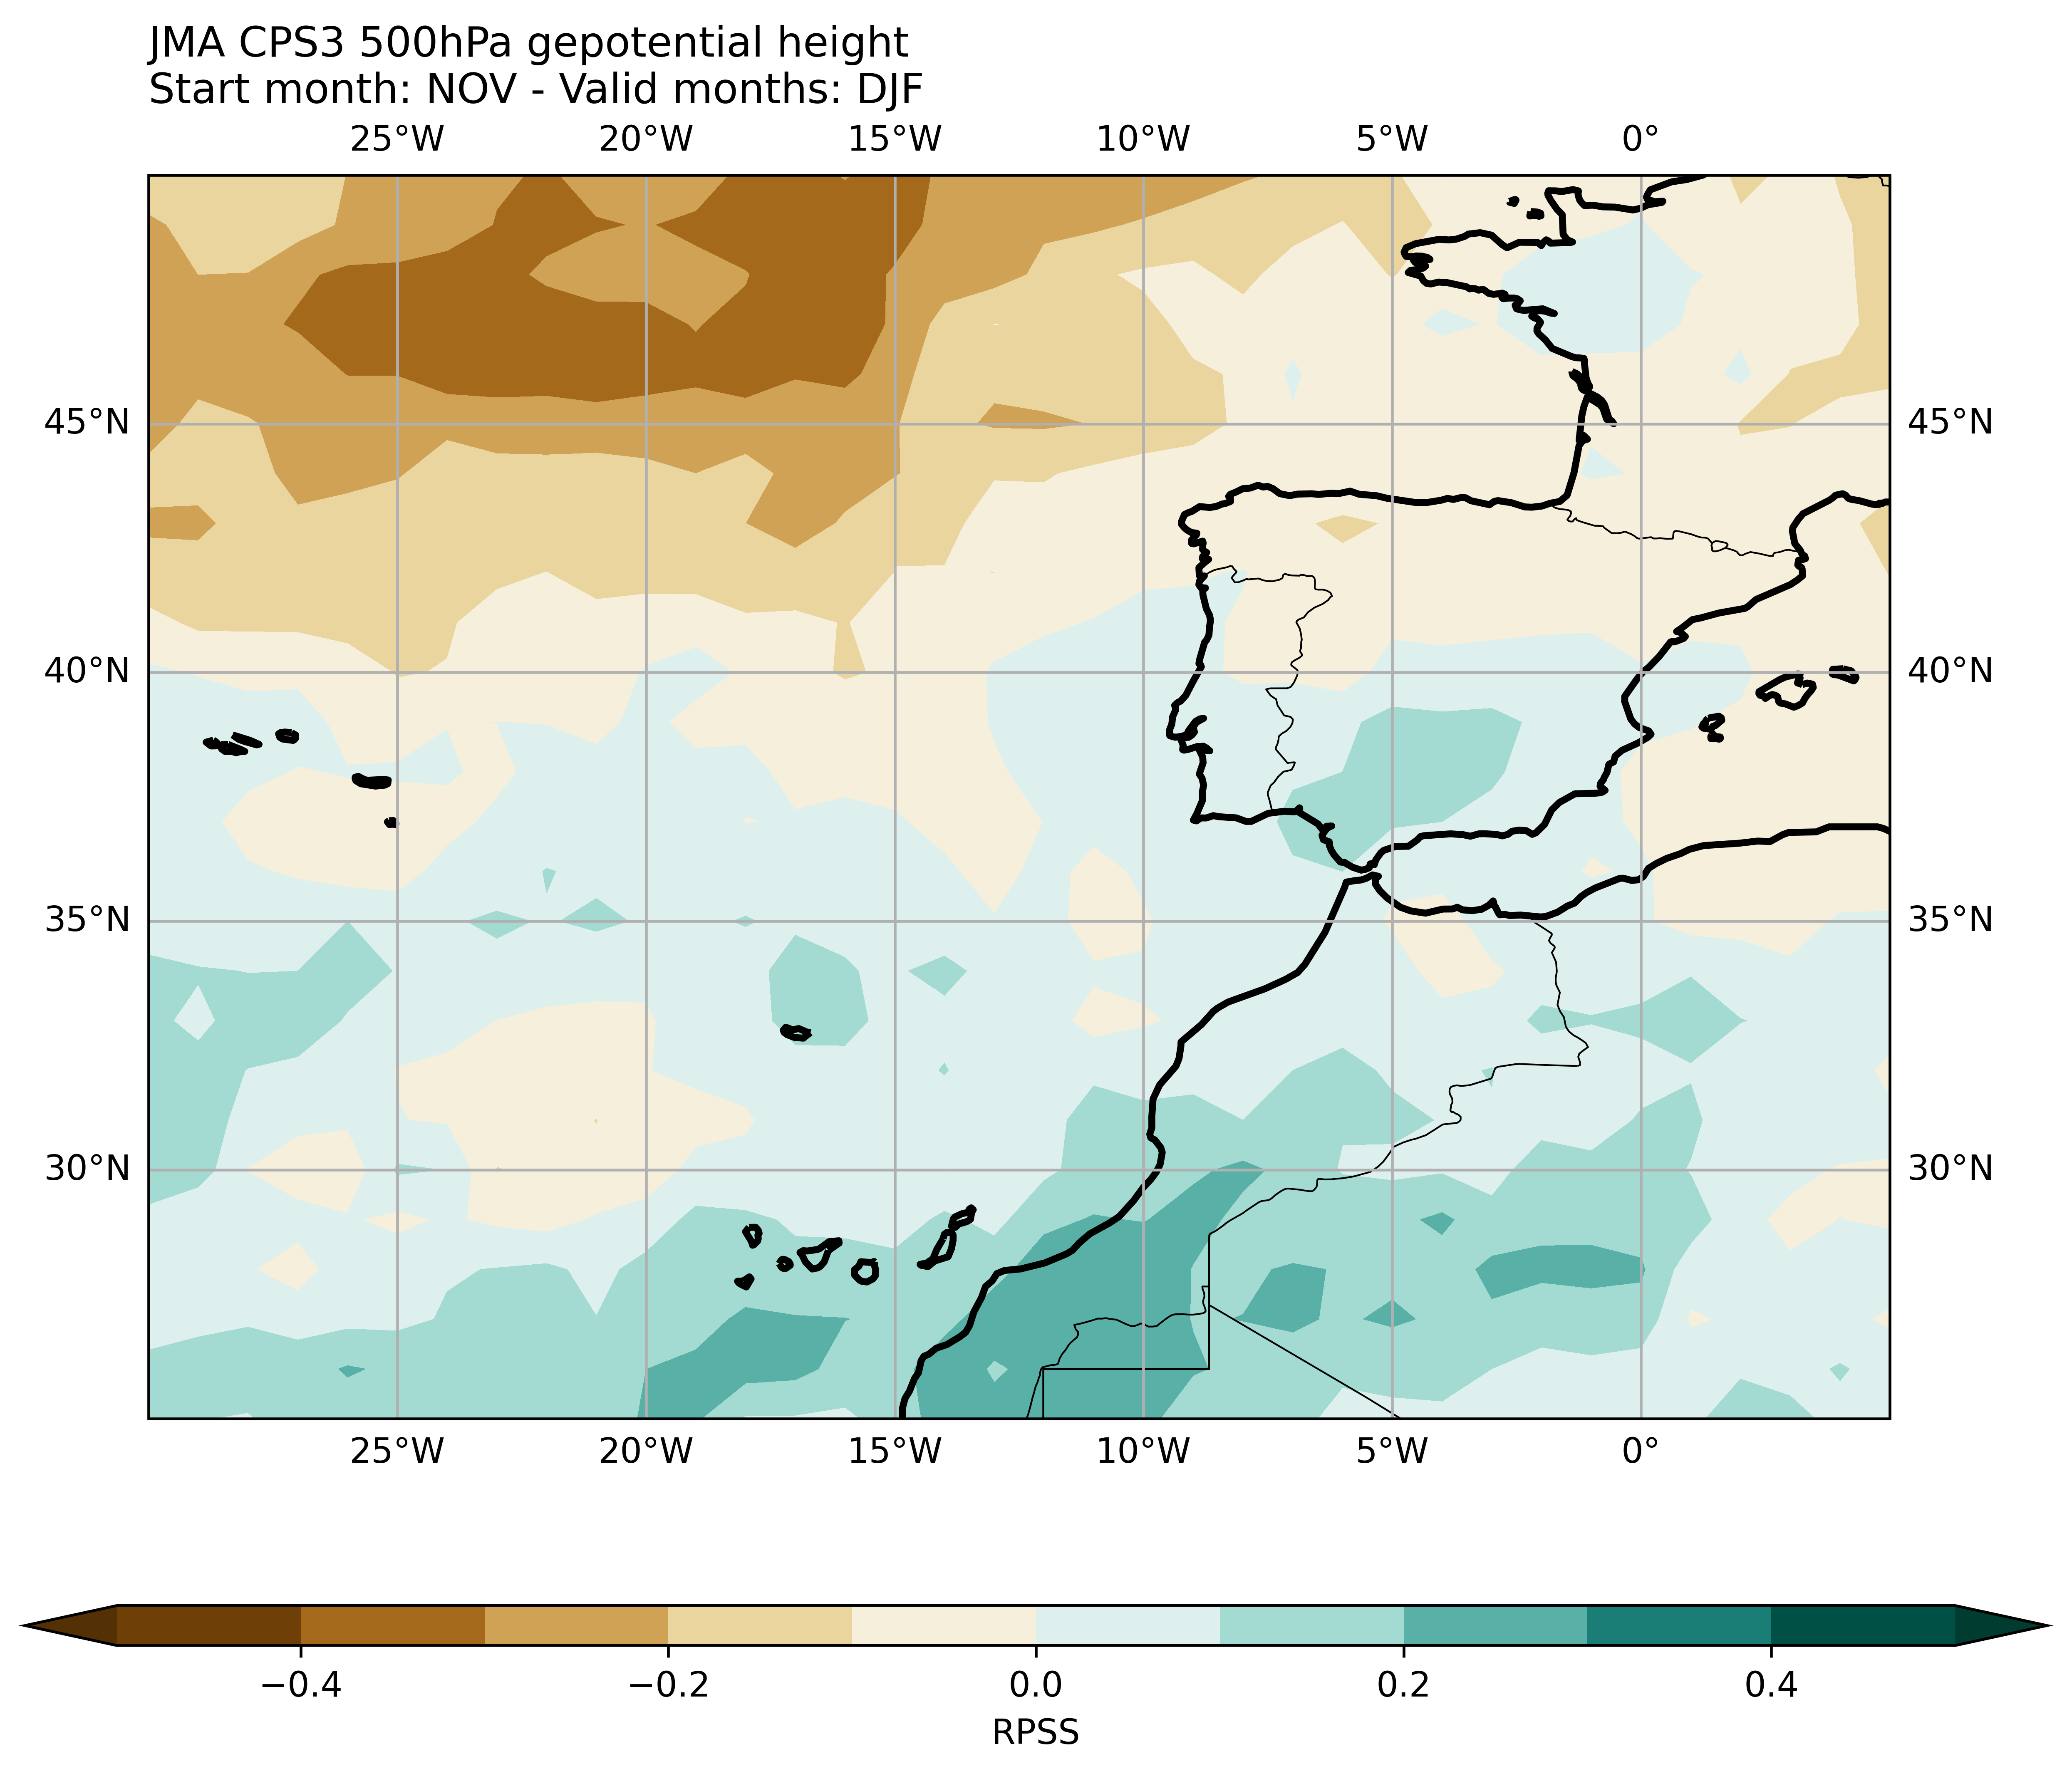 JMA CPS3 500hPa gepotential height
Start month: NOV - Valid months: DJF
25°W 20°W 15°W 10°W 5°W 0°
45°N 45°N
40°N 40°N
35°N 35°N
30°N 30°N
25°W 20°W 15°W 10°W 5°W 0°
−0.4 −0.2 0.0 0.2 0.4
RPSS